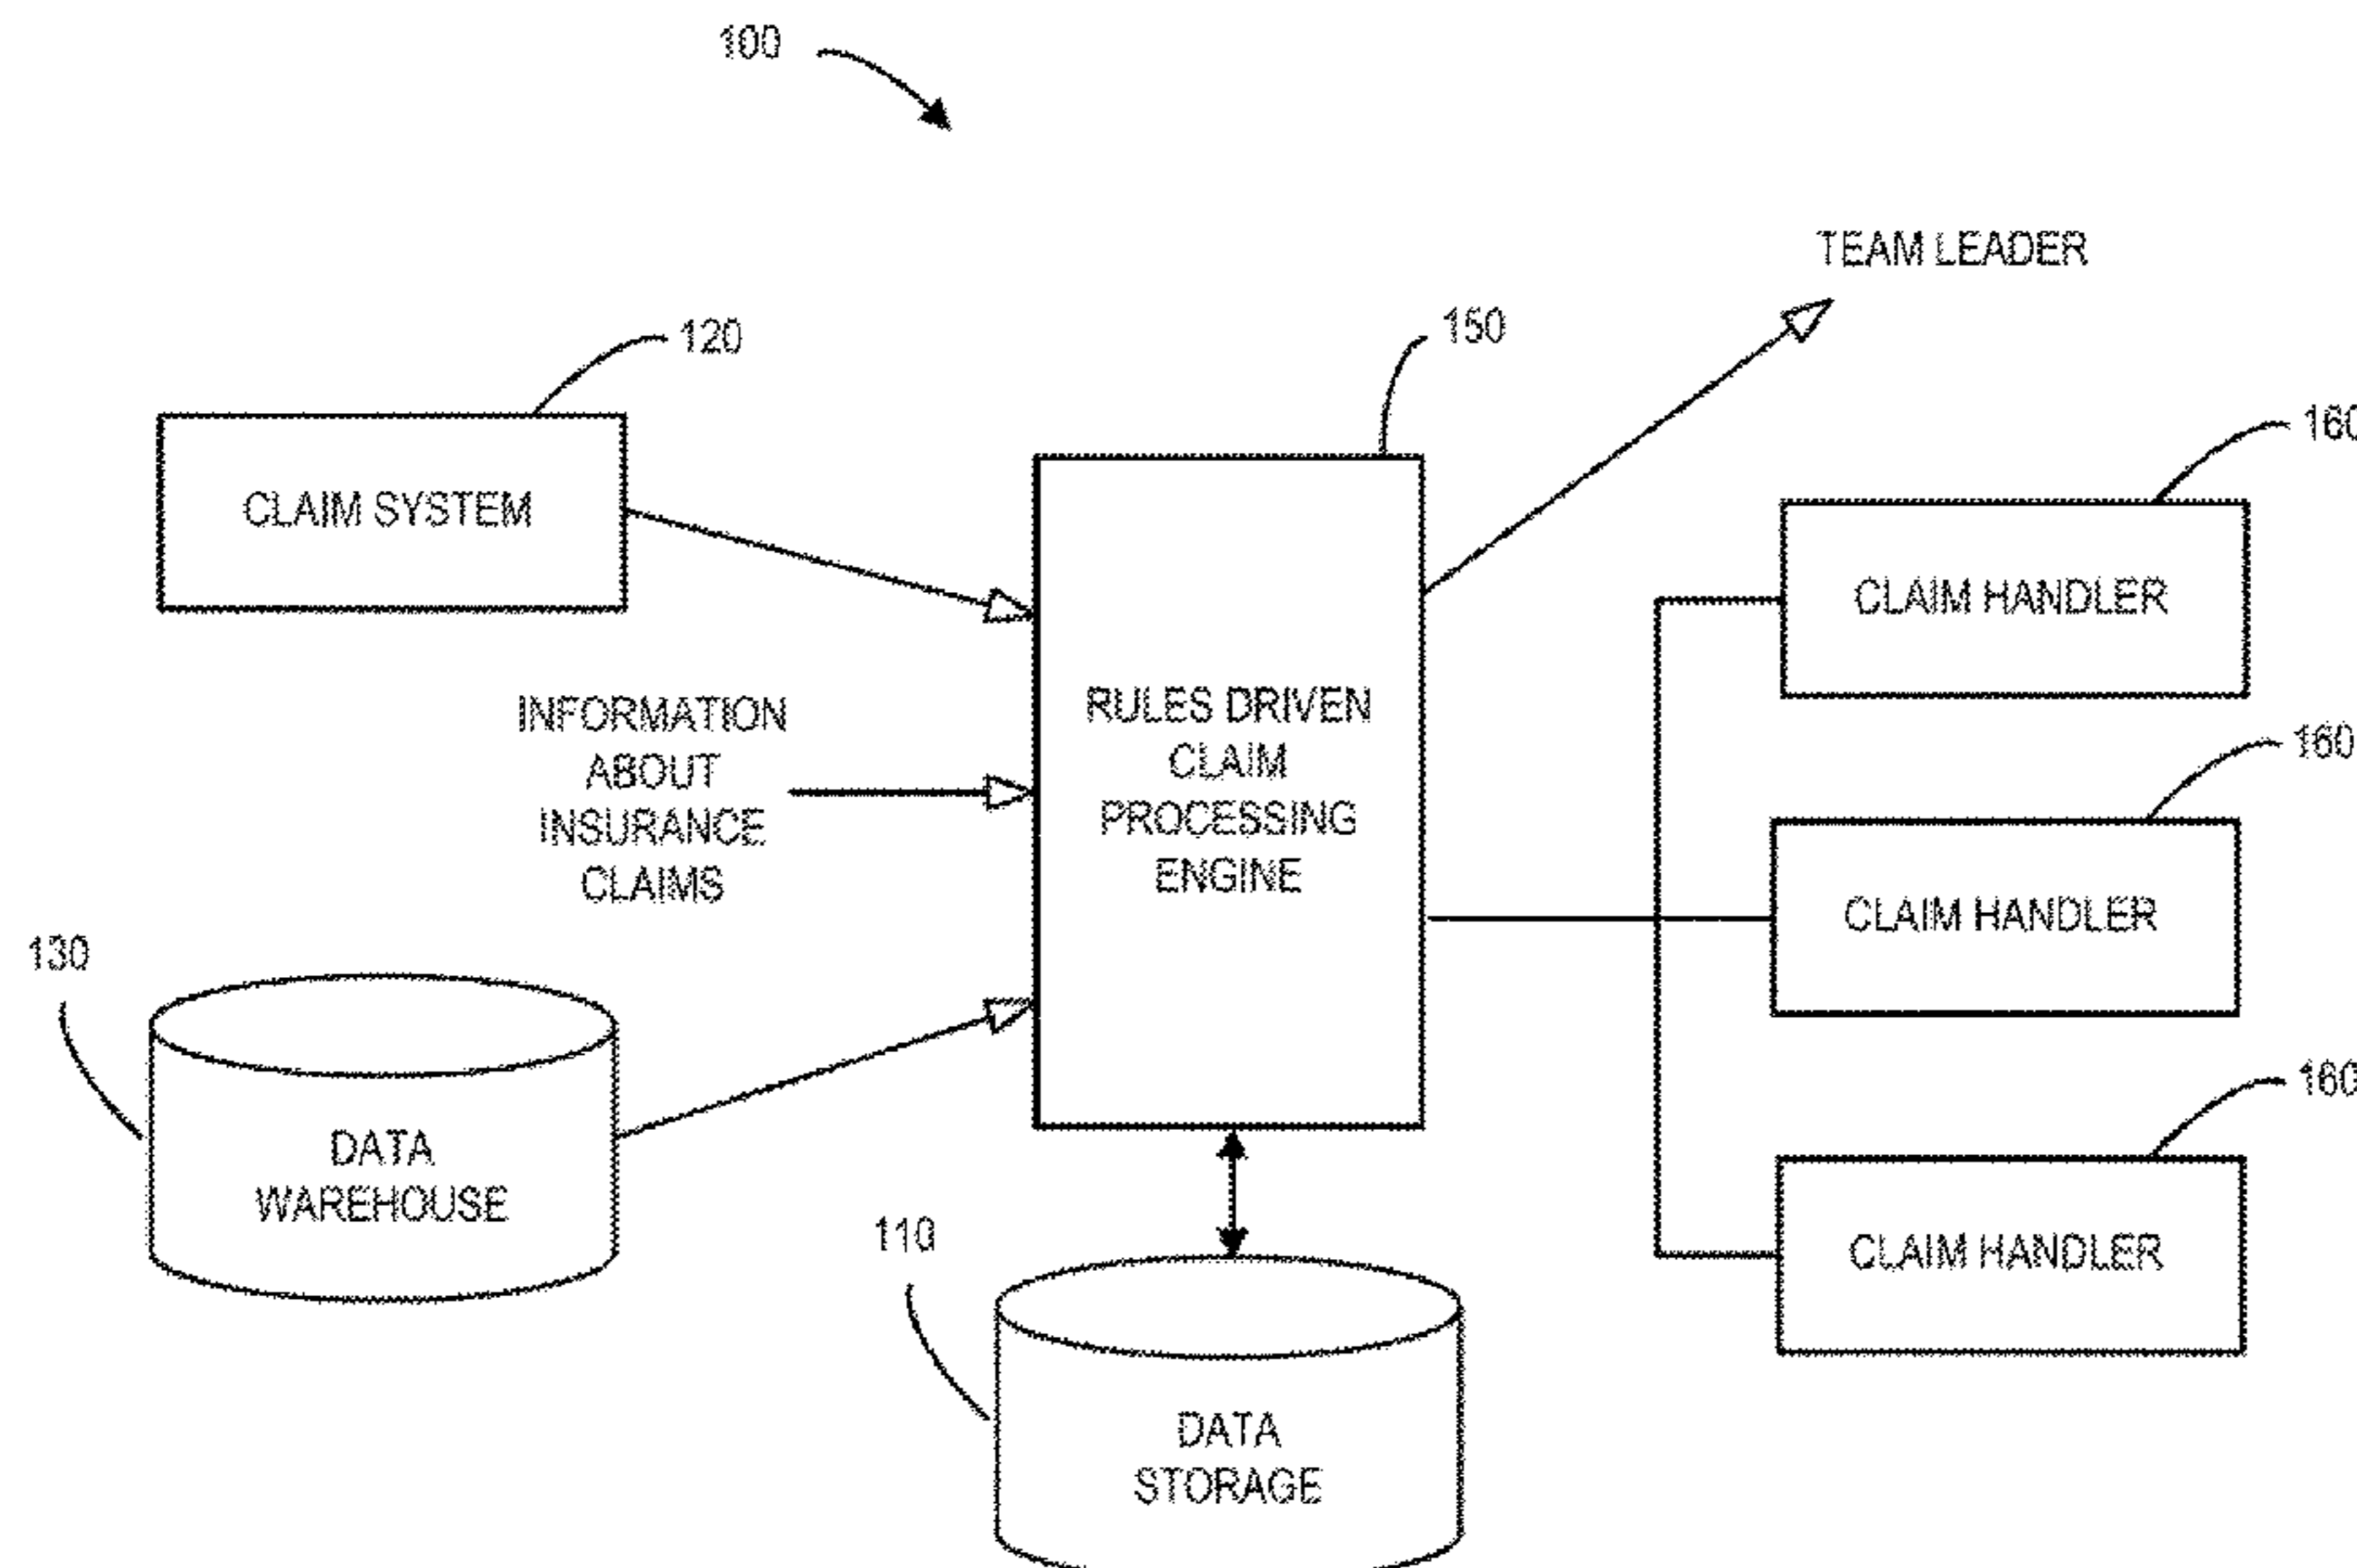 100
TEAM LEADER
120
150
160
CLAIM SYSTEM
CLAIM HANDLER
INFORMATION
ABOUT
INSURANCE
CLAIMS
RULES DRIVEN
CLAIM
PROCESSING
ENGINE
160
CLAIM HANDLER
130
DATA
WAREHOUSE
160
CLAIM HANDLER
110
DATA
STORAGE